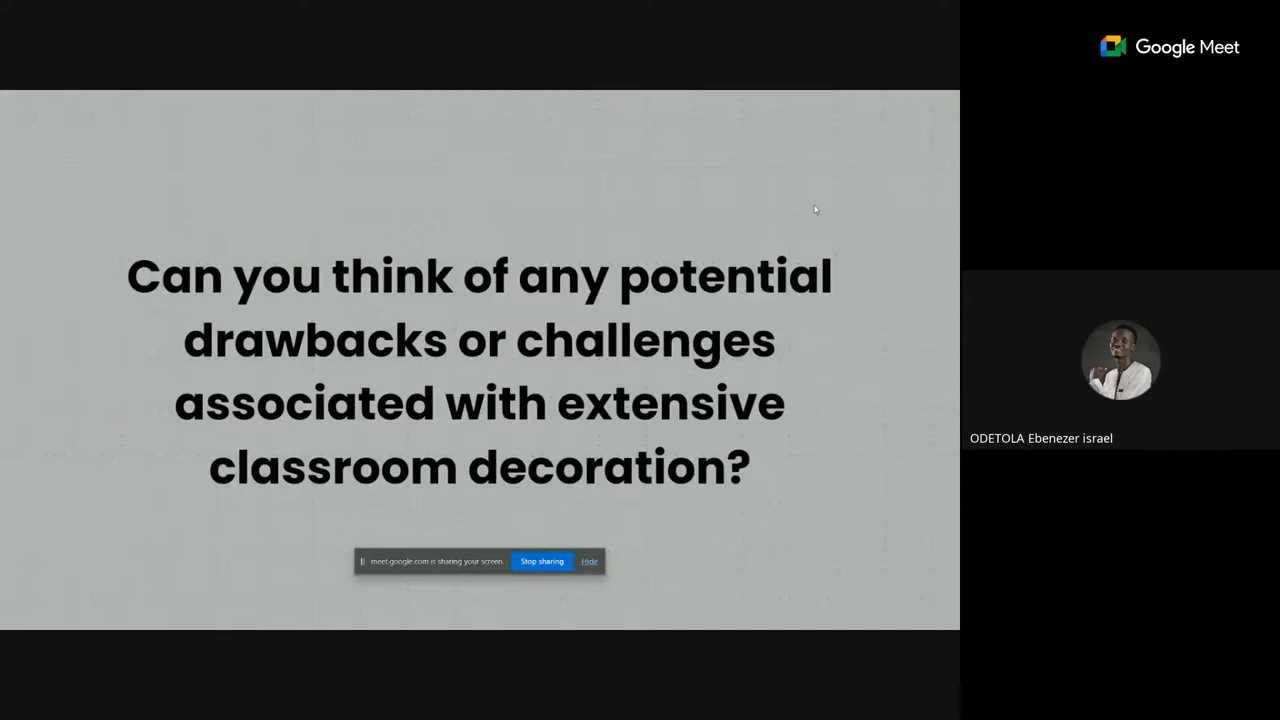 Google Meet
Can you think of any potential
drawbacks or challenges
associated with extensive
classroom decoration?
ODETOLA Ebenezer israel
meet.google.com is sharing your screen. Stop sharing Hide